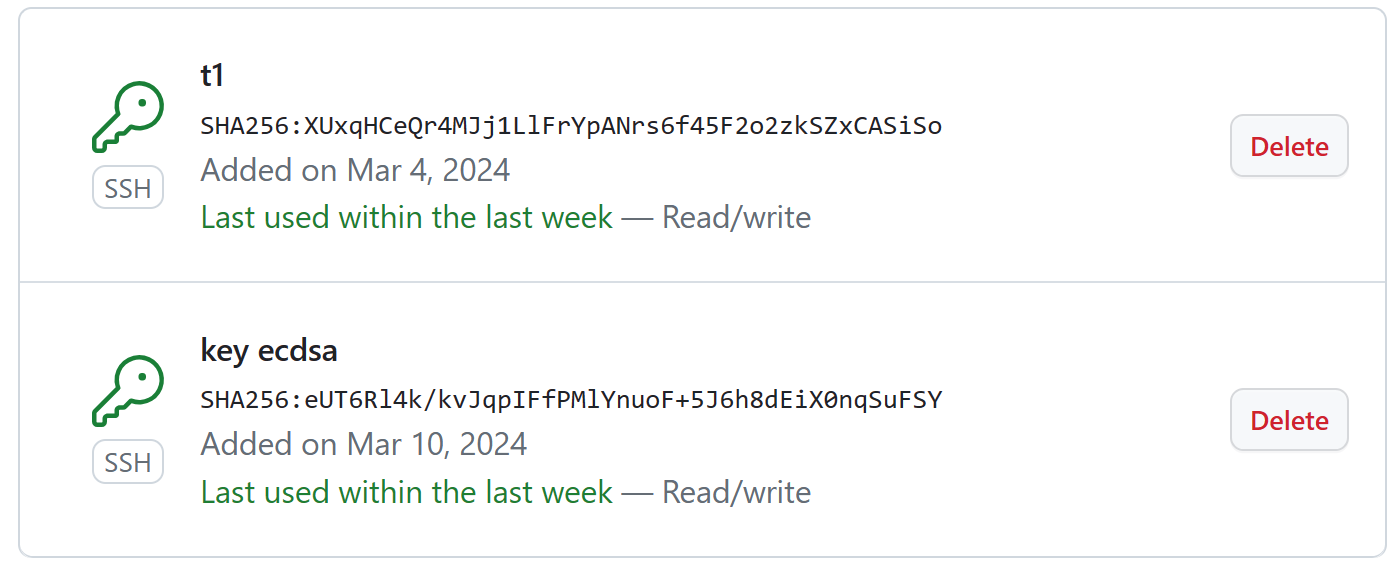 t1
SHA256:XUxqHCeQr4MJj1LlFrYpANrs6f45F2o2zkSZxCASiSo
Added on Mar 4, 2024
Last used within the last week — Read/write
SSH
Delete
key ecdsa
SHA256:eUT6Rl4k/kvJqpIFfPMlYnuoF+5J6h8dEiX0nqSuFSY
Added on Mar 10, 2024
Last used within the last week — Read/write
SSH
Delete